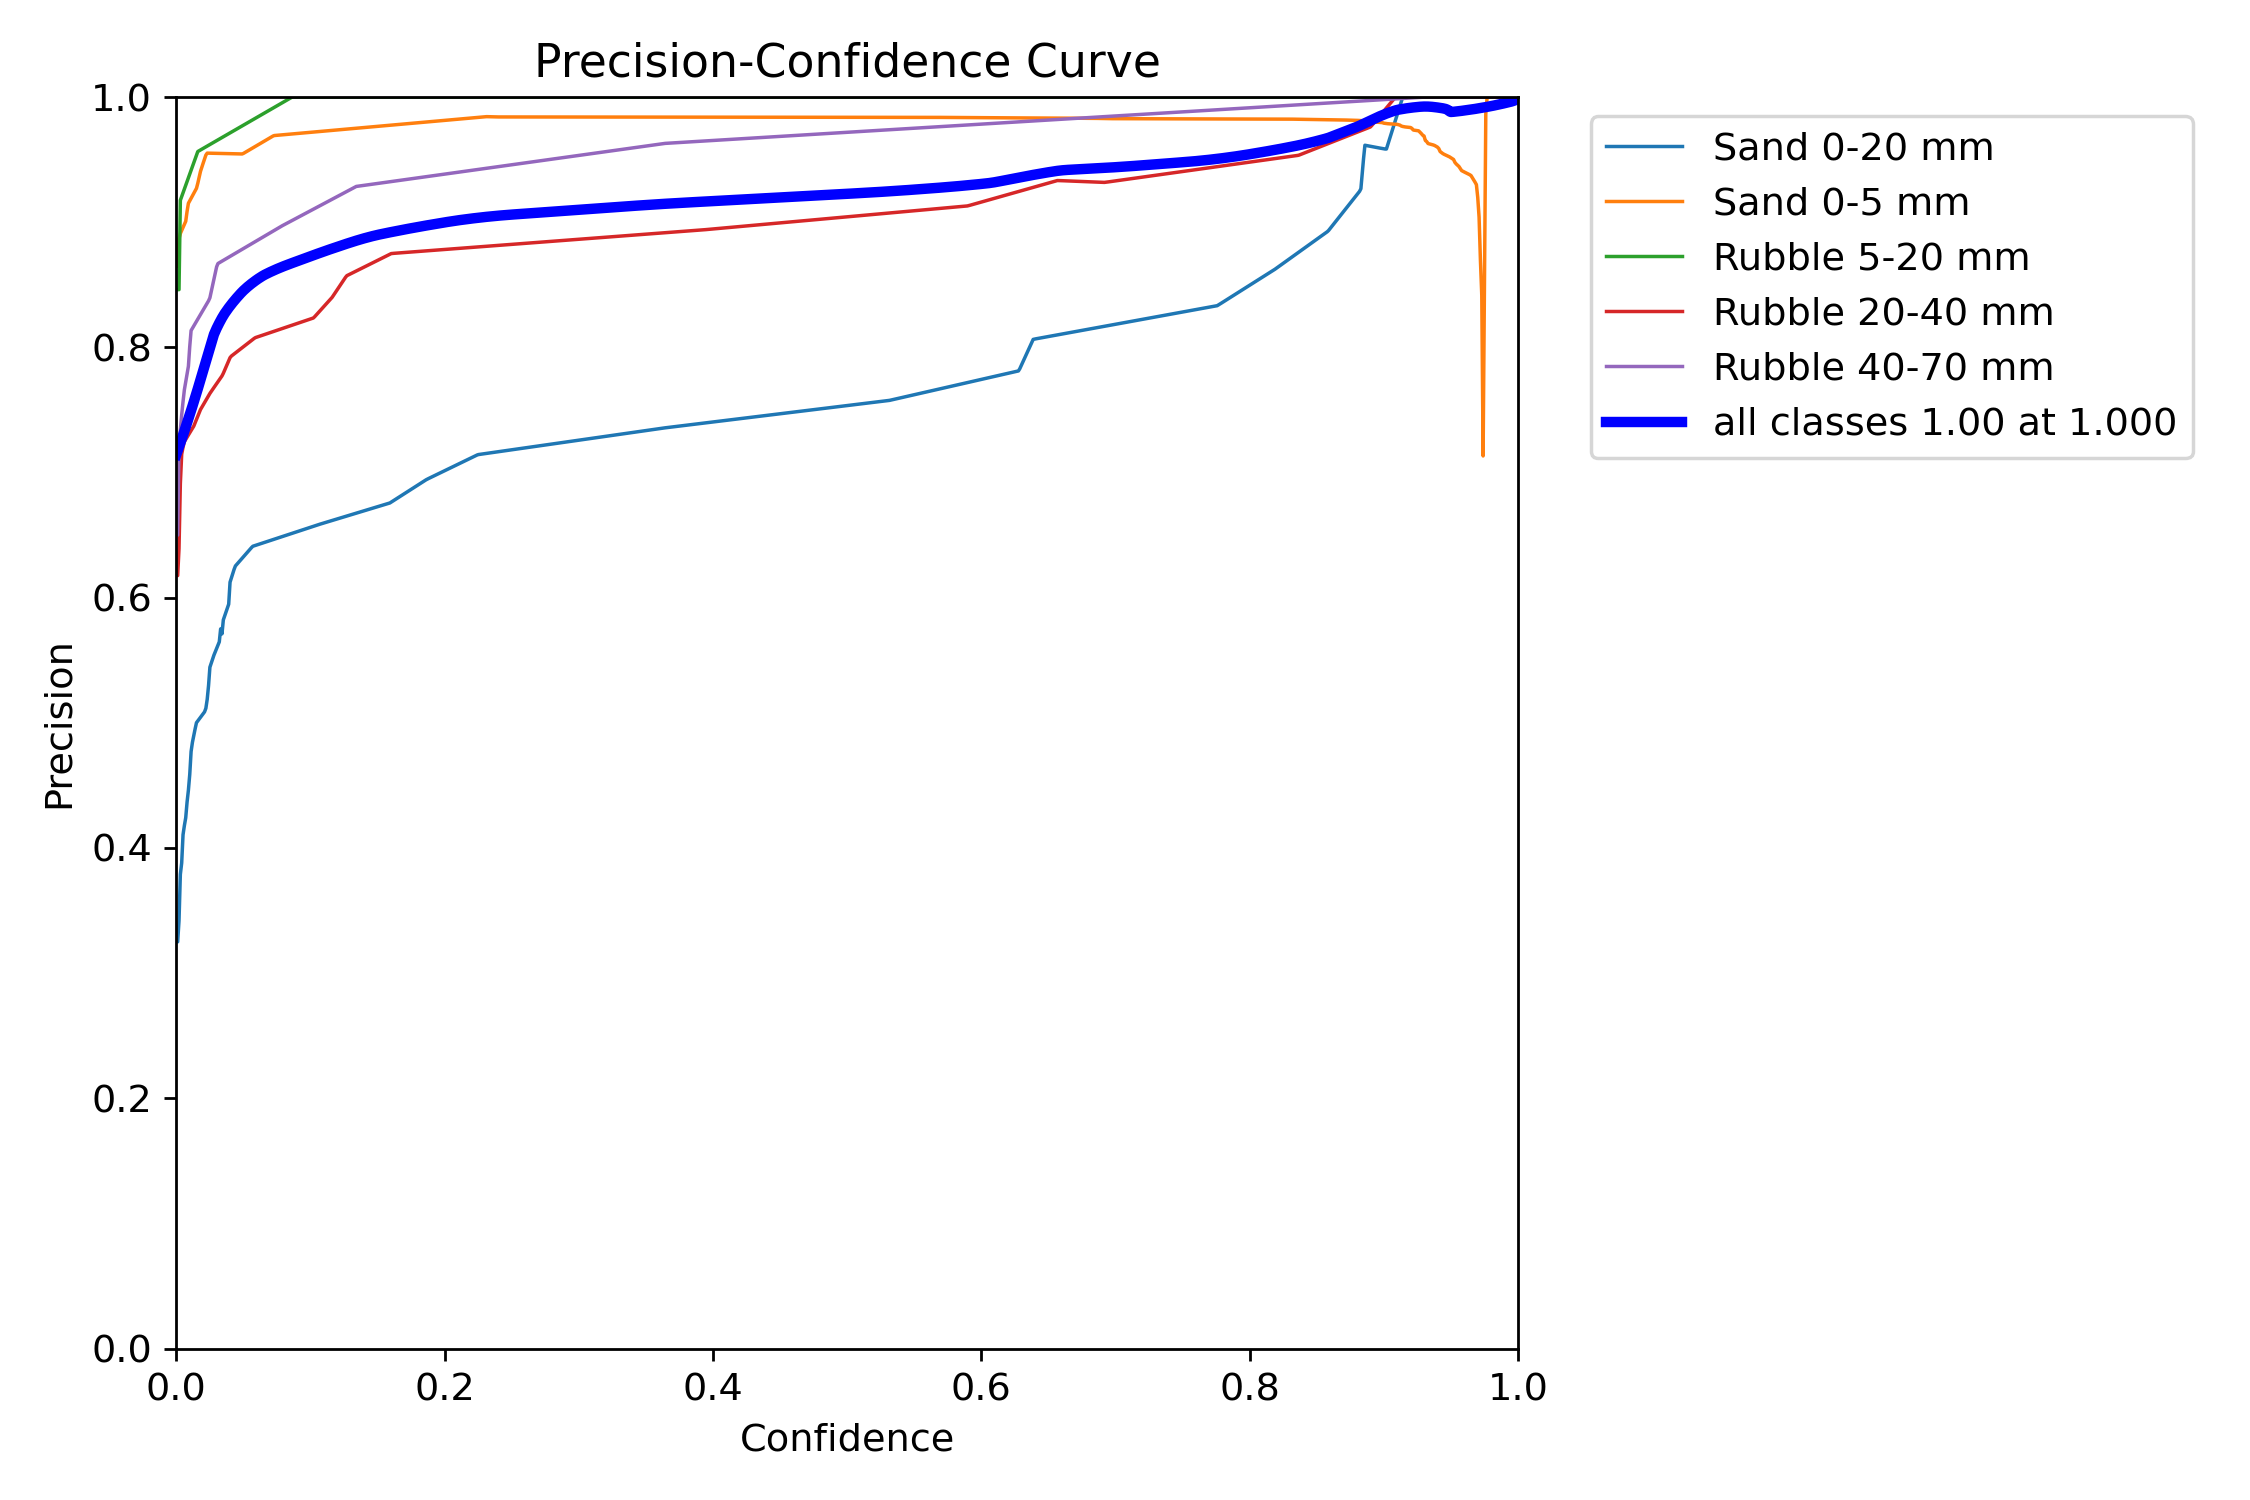 Precision-Confidence Curve
1.0
0.8
0.6
0.4
0.2
0.0
Precision
0.0 0.2 0.4 0.6 0.8 1.0
Confidence
Sand 0-20 mm
Sand 0-5 mm
Rubble 5-20 mm
Rubble 20-40 mm
Rubble 40-70 mm
all classes 1.00 at 1.000